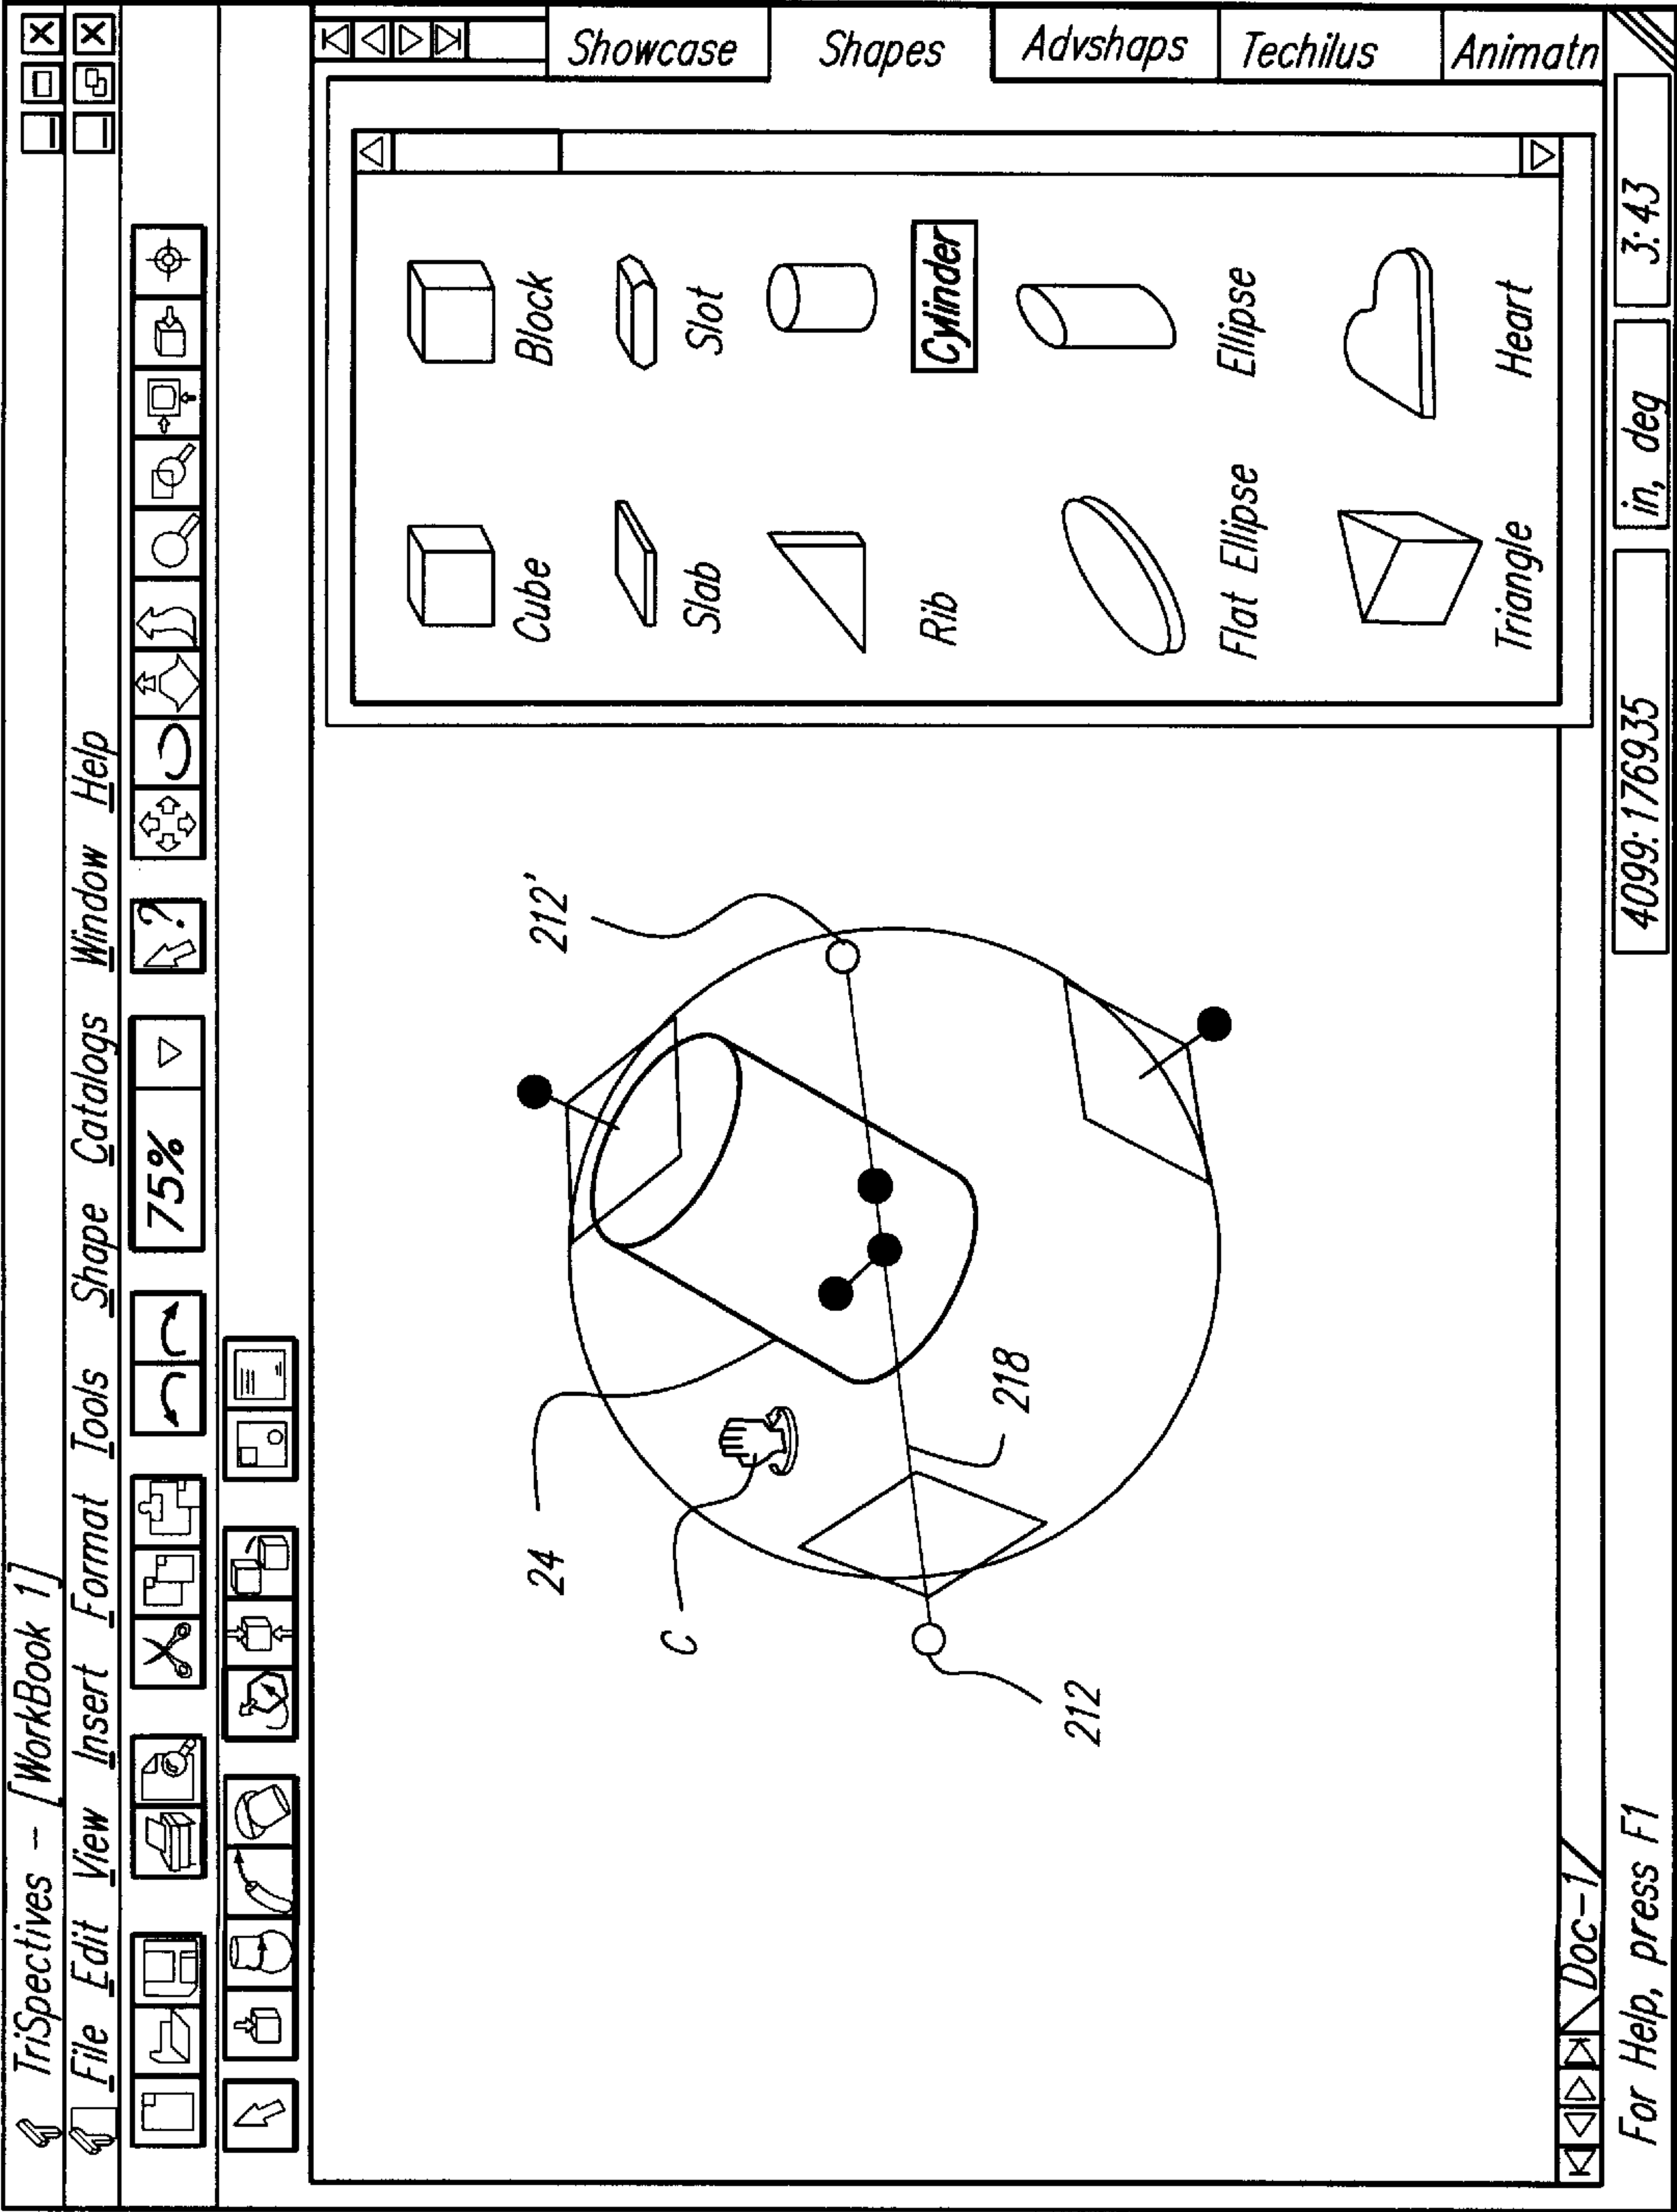 TriSpectives - [WorkBook 1]
File Edit View Insert Format Tools Shape Catalogs Window Help
75%
?
212'
24
C
218
212
Cube
Block
Slab
Slot
Rib
Cylinder
Flat Ellipse
Ellipse
Triangle
Heart
Showcase
Shapes
Advshaps
Techilus
Animatn
Doc-1
For Help, press F1
4099:176935
in, deg
3:43